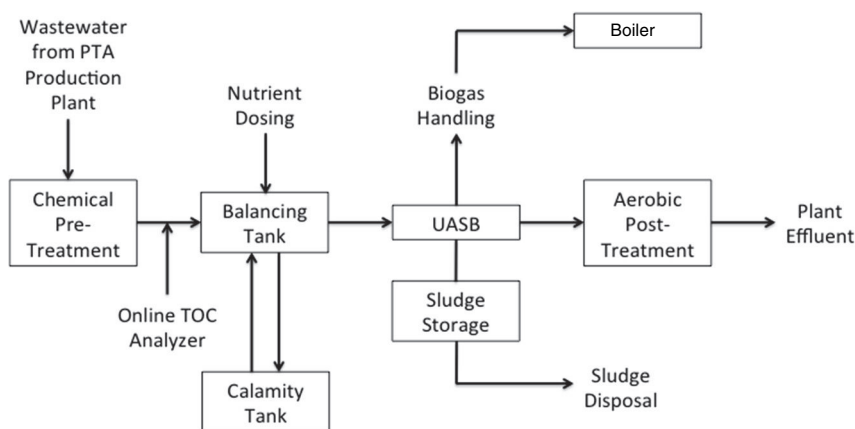 Wastewater
from PTA
Production
Plant
Boiler
Nutrient
Dosing
Biogas
Handling
Chemical
Pre-
Treatment
Balancing
Tank
UASB
Aerobic
Post-
Treatment
Plant
Effluent
Online TOC
Analyzer
Sludge
Storage
Calamity
Tank
Sludge
Disposal